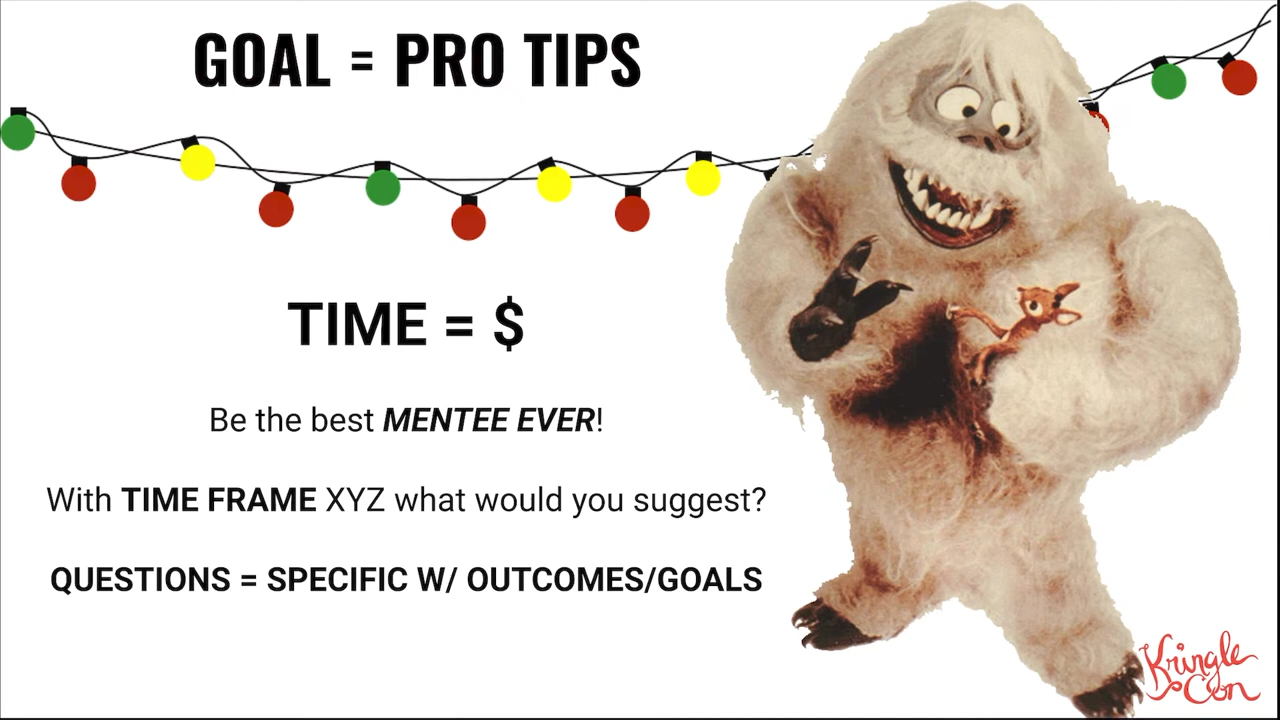 GOAL = PRO TIPS
TIME = $
Be the best MENTEE EVER!
With TIME FRAME XYZ what would you suggest?
QUESTIONS = SPECIFIC W/ OUTCOMES/GOALS
Kringle
Con